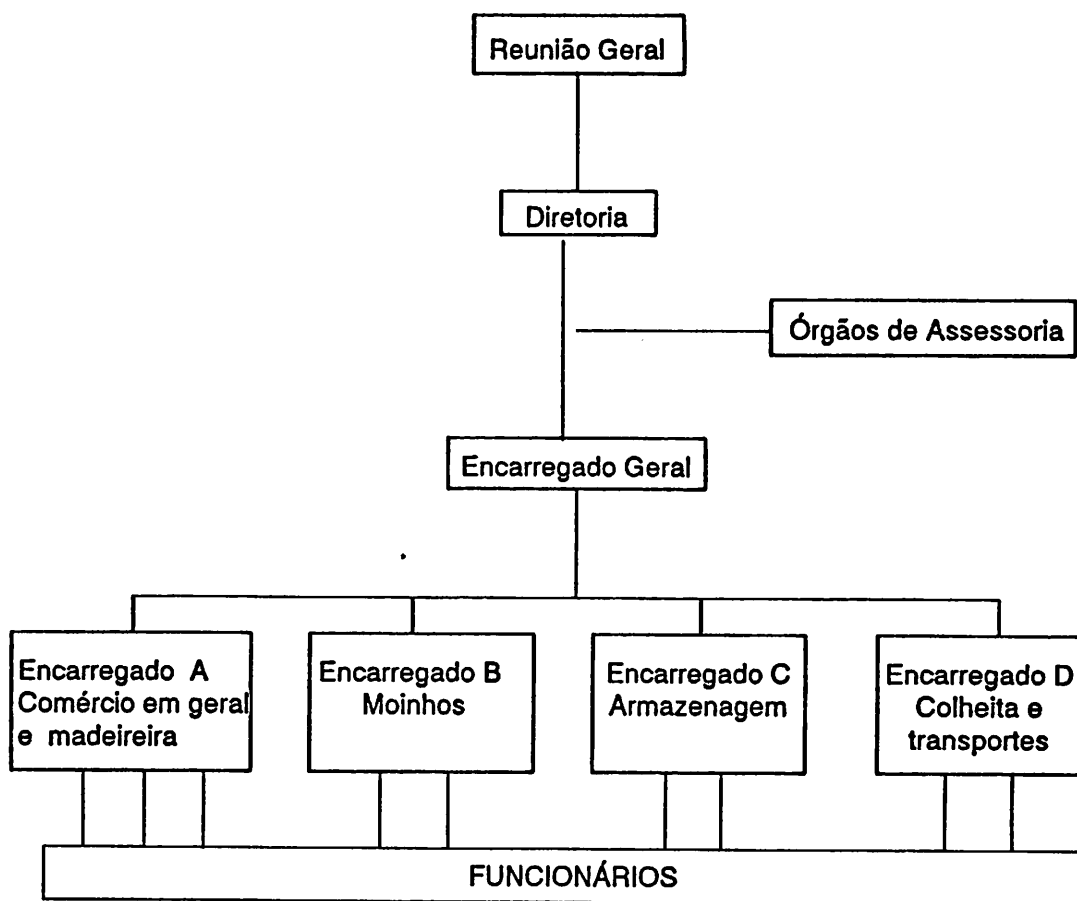 Reunião Geral
Diretoria
Órgãos de Assessoria
Encarregado Geral
Encarregado A
Comércio em geral
e madeireira
Encarregado B
Moinhos
Encarregado C
Armazenagem
Encarregado D
Colheita e
transportes
FUNCIONÁRIOS